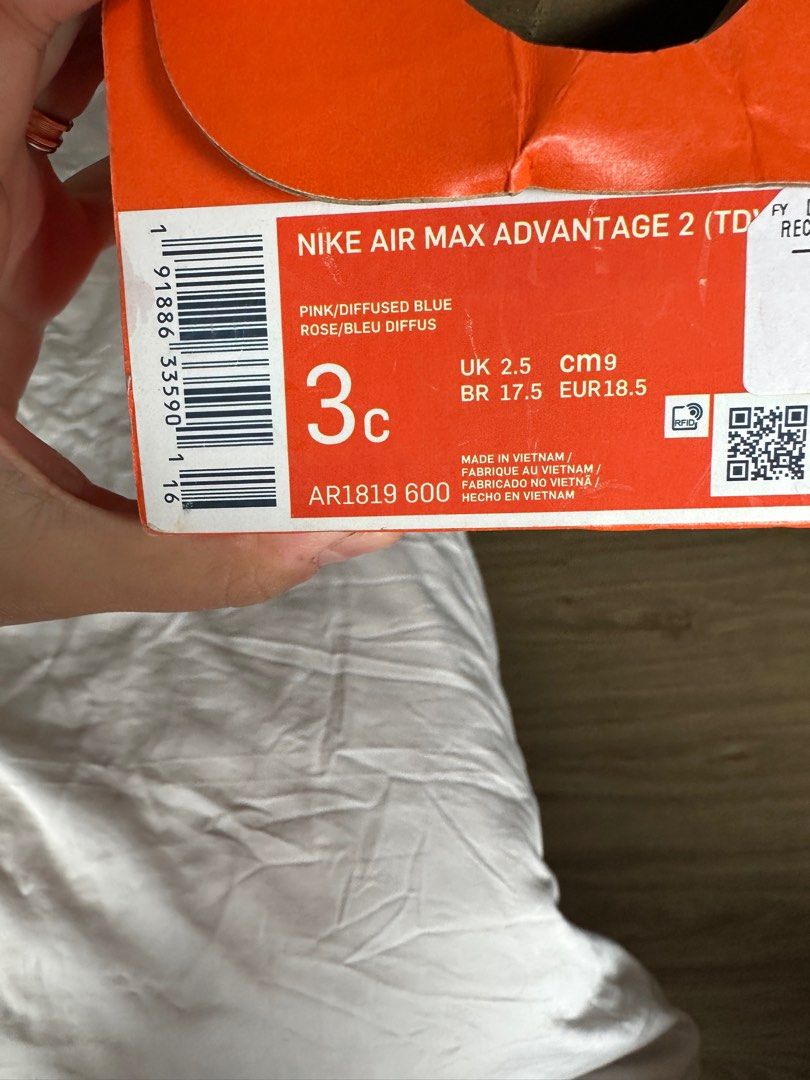 NIKE AIR MAX ADVANTAGE 2 (TD)
FY
REC
PINK/DIFFUSED BLUE
ROSE/BLEU DIFFUS
3C
UK 2.5 cm9
BR 17.5 EUR18.5
RFID
MADE IN VIETNAM /
FABRIQUE AU VIETNAM /
FABRICADO NO VIETNÃ /
HECHO EN VIETNAM
AR1819 600
1 91886 33590 1 16